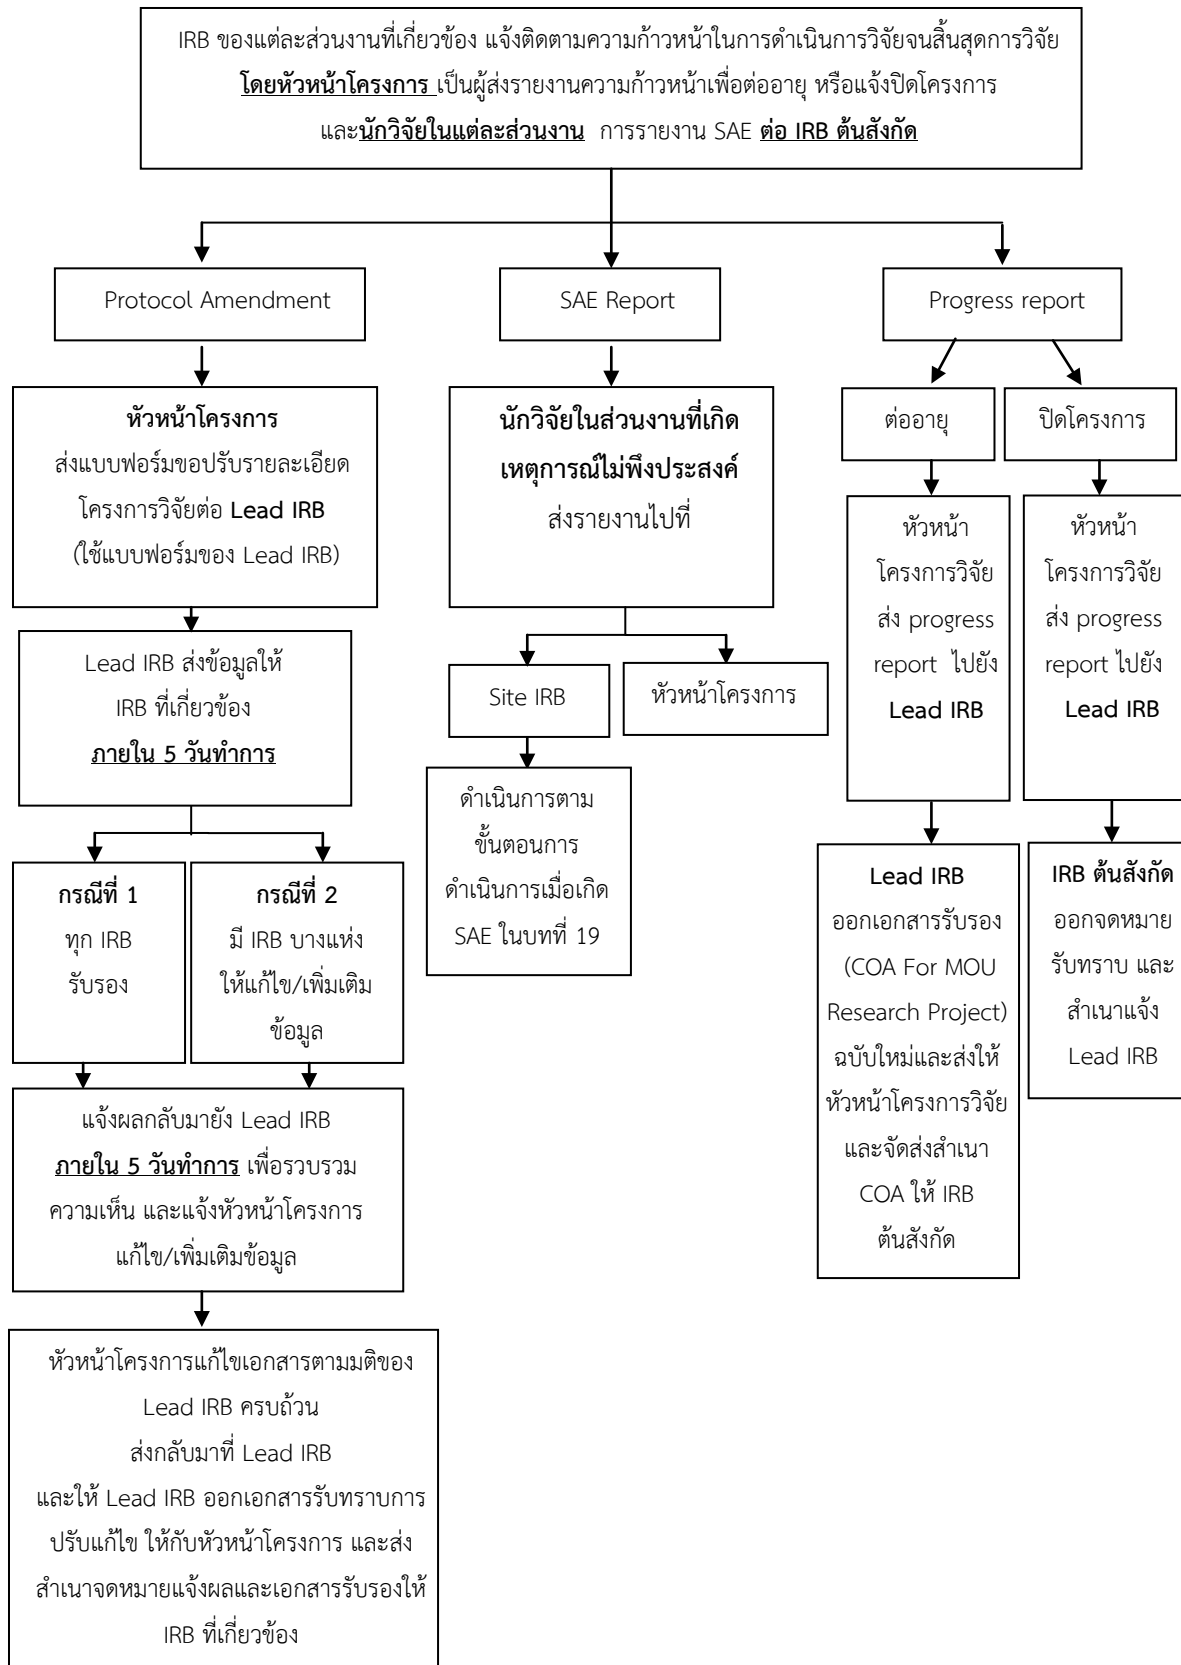 IRB ของแต่ละส่วนงานที่เกี่ยวข้อง แจ้งติดตามความก้าวหน้าในการดำเนินการวิจัยจนสิ้นสุดการวิจัย
โดยหัวหน้าโครงการ เป็นผู้ส่งรายงานความก้าวหน้าเพื่อต่ออายุ หรือแจ้งปิดโครงการ
และนักวิจัยในแต่ละส่วนงาน การรายงาน SAE ต่อ IRB ต้นสังกัด
Protocol Amendment
SAE Report
Progress report
หัวหน้าโครงการ
ส่งแบบฟอร์มขอปรับรายละเอียด
โครงการวิจัยต่อ Lead IRB
(ใช้แบบฟอร์มของ Lead IRB)
Lead IRB ส่งข้อมูลให้
IRB ที่เกี่ยวข้อง
ภายใน 5 วันทำการ
กรณีที่ 1
ทุก IRB
รับรอง
กรณีที่ 2
มี IRB บางแห่ง
ให้แก้ไข/เพิ่มเติม
ข้อมูล
แจ้งผลกลับมายัง Lead IRB
ภายใน 5 วันทำการ เพื่อรวบรวม
ความเห็น และแจ้งหัวหน้าโครงการ
แก้ไข/เพิ่มเติมข้อมูล
หัวหน้าโครงการแก้ไขเอกสารตามมติของ
Lead IRB ครบถ้วน
ส่งกลับมาที่ Lead IRB
และให้ Lead IRB ออกเอกสารรับทราบการ
ปรับแก้ไข ให้กับหัวหน้าโครงการ และส่ง
สำเนาจดหมายแจ้งผลและเอกสารรับรองให้
IRB ที่เกี่ยวข้อง
นักวิจัยในส่วนงานที่เกิด
เหตุการณ์ไม่พึงประสงค์
ส่งรายงานไปที่
Site IRB
หัวหน้าโครงการ
ดำเนินการตาม
ขั้นตอนการ
ดำเนินการเมื่อเกิด
SAE ในบทที่ 19
ต่ออายุ
หัวหน้า
โครงการวิจัย
ส่ง progress
report ไปยัง
Lead IRB
Lead IRB
ออกเอกสารรับรอง
(COA For MOU
Research Project)
ฉบับใหม่และส่งให้
หัวหน้าโครงการวิจัย
และจัดส่งสำเนา
COA ให้ IRB
ต้นสังกัด
ปิดโครงการ
หัวหน้า
โครงการวิจัย
ส่ง progress
report ไปยัง
Lead IRB
IRB ต้นสังกัด
ออกจดหมาย
รับทราบ และ
สำเนาแจ้ง
Lead IRB